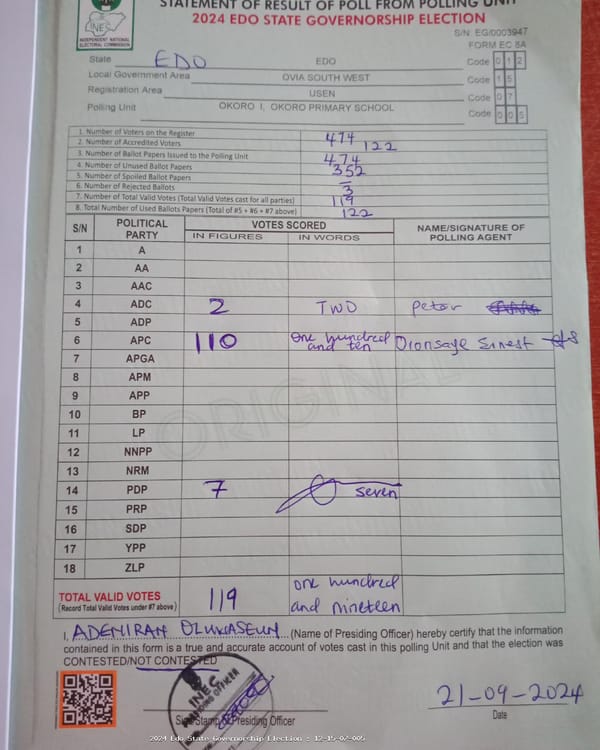 STATEMENT OF RESULT OF POLL FROM POLLING UNIT
2024 EDO STATE GOVERNORSHIP ELECTION
INEC
INDEPENDENT NATIONAL
ELECTORAL COMMISSION
S/N: EG/0003947
FORM EC 8A
State EDO EDO Code 0 1 2
Local Government Area OVIA SOUTH WEST Code 1 5
Registration Area USEN Code 0 7
Polling Unit OKORO I, OKORO PRIMARY SCHOOL Code 0 0 5
1. Number of Voters on the Register 474
2. Number of Accredited Voters 122
3. Number of Ballot Papers Issued to the Polling Unit 474
4. Number of Unused Ballot Papers 352
5. Number of Spoiled Ballot Papers –
6. Number of Rejected Ballots 3
7. Number of Total Valid Votes (Total Valid Votes cast for all parties) 119
8. Total Number of Used Ballots Papers (Total of #5 + #6 + #7 above) 122
S/N POLITICAL PARTY VOTES SCORED NAME/SIGNATURE OF POLLING AGENT
IN FIGURES IN WORDS
1 A
2 AA
3 AAC
4 ADC 2 TWO Peter
5 ADP
6 APC 110 One hundred and ten
7 APGA
8 APM
9 APP
10 BP
11 LP
12 NNPP
13 NRM
14 PDP 7 seven
15 PRP
16 SDP
17 YPP
18 ZLP
ORIGINAL
TOTAL VALID VOTES 119 one hundred and nineteen
(Record Total Valid Votes under #7 above)
I, ADENIRAN OLUWASEUN (Name of Presiding Officer) hereby certify that the information
contained in this form is a true and accurate account of votes cast in this polling Unit and that the election was
CONTESTED/NOT CONTESTED
INEC
PRESIDING OFFICER
21-09-2024
Sign/Stamp of Presiding Officer Date
2024 Edo State Governorship Election : 12-15-07-005